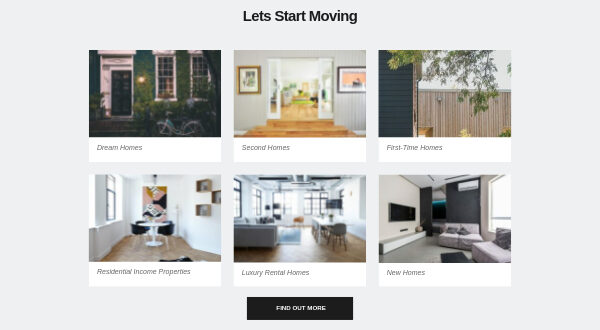 Lets Start Moving
Dream Homes
Second Homes
First-Time Homes
Residential Income Properties
Luxury Rental Homes
New Homes
FIND OUT MORE